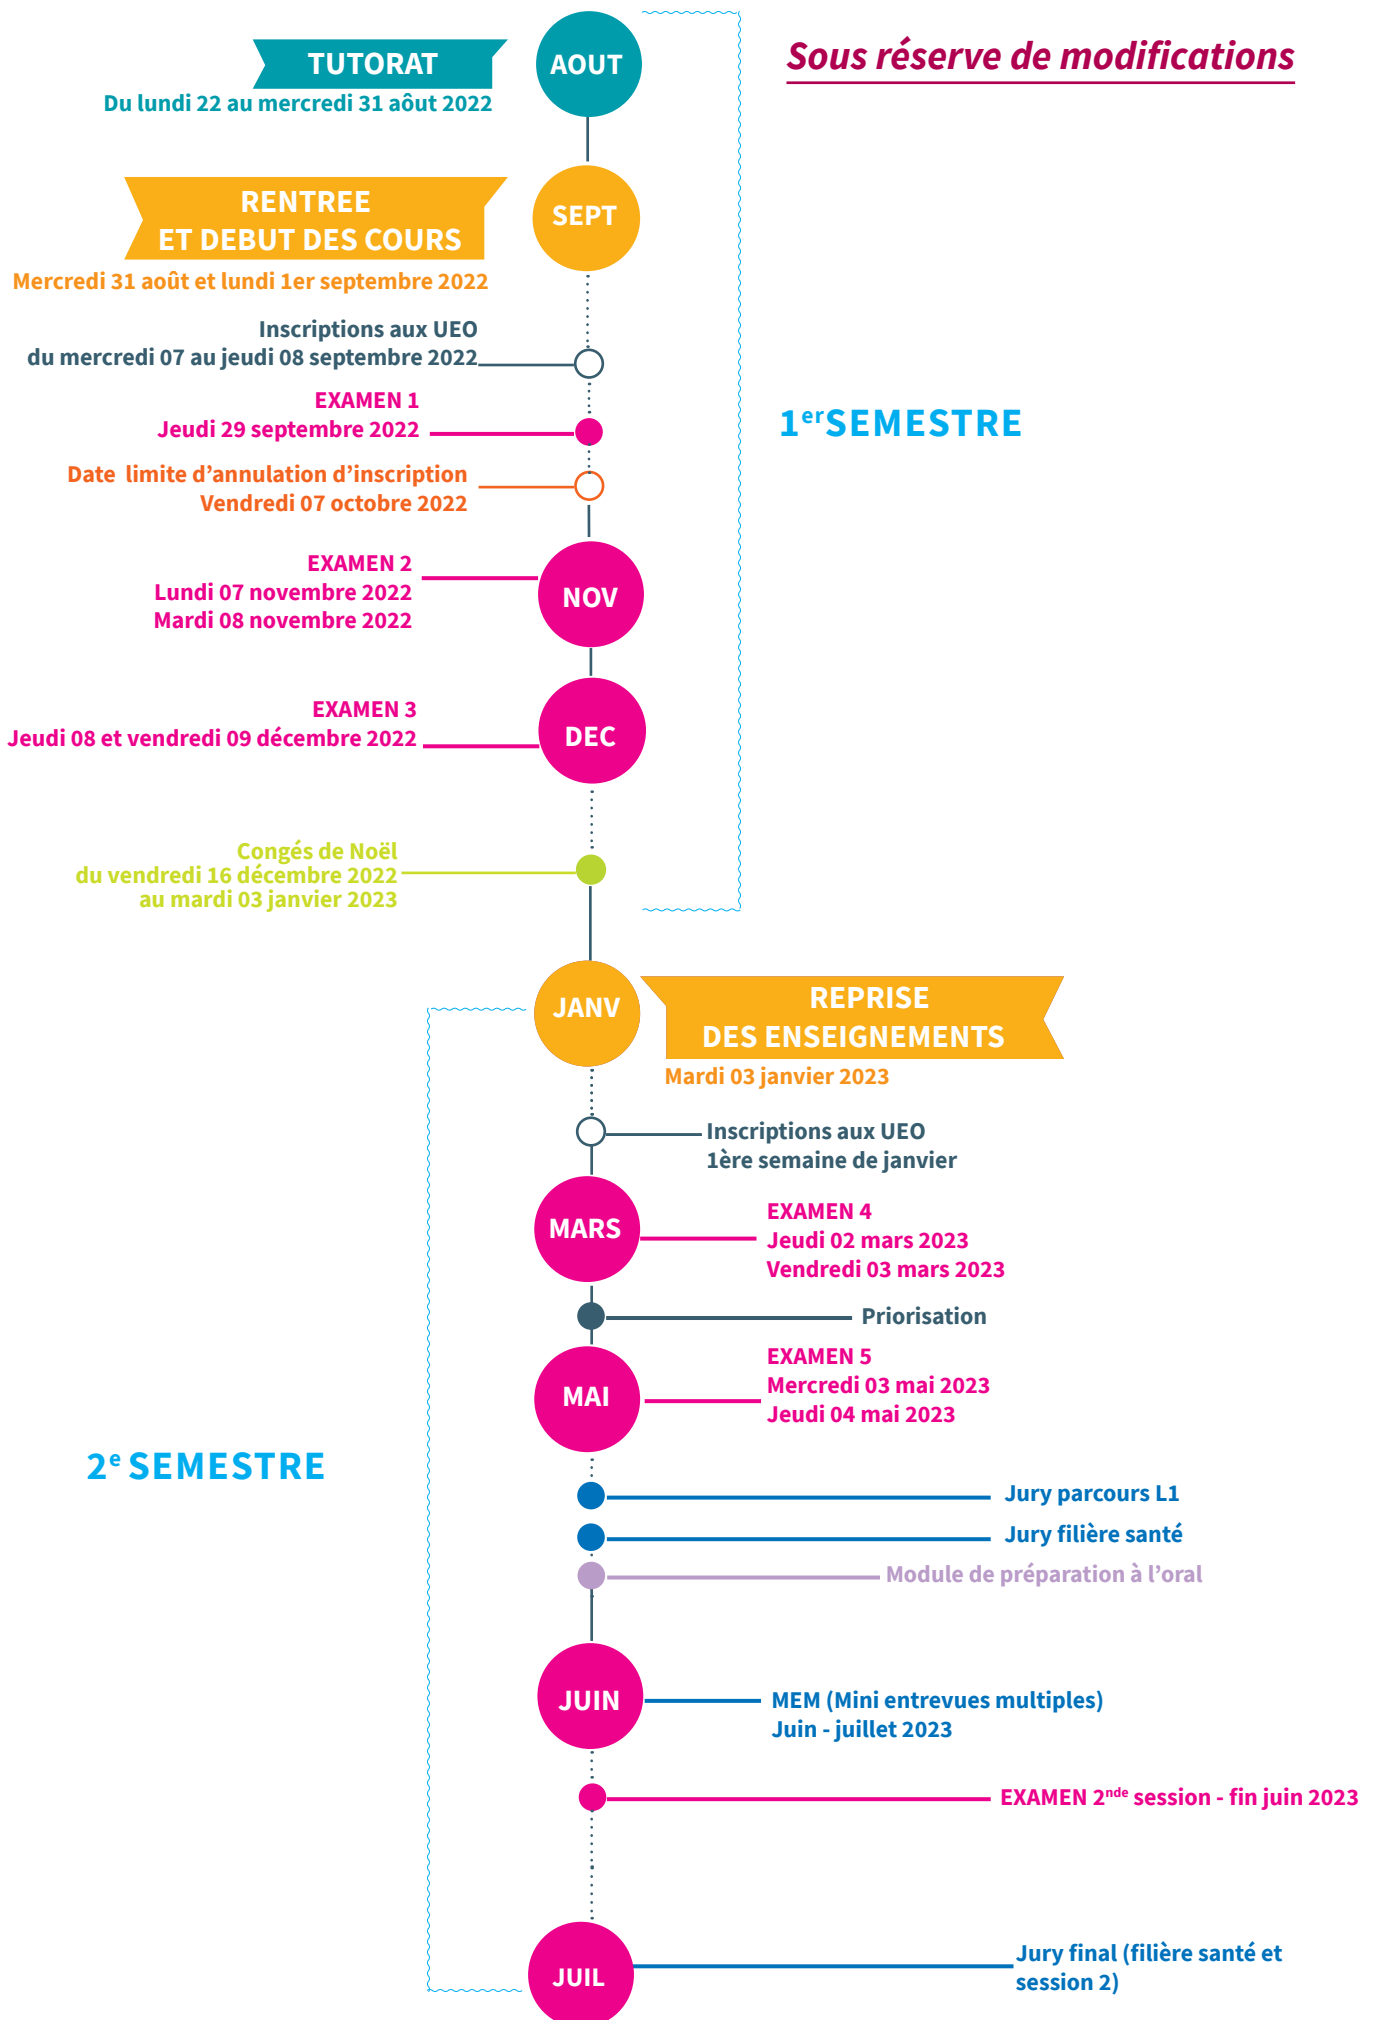 Sous réserve de modifications
TUTORAT
AOUT
Du lundi 22 au mercredi 31 aôut 2022
RENTREE
ET DEBUT DES COURS
SEPT
Mercredi 31 août et lundi 1er septembre 2022
Inscriptions aux UEO
du mercredi 07 au jeudi 08 septembre 2022
EXAMEN 1
Jeudi 29 septembre 2022
1er SEMESTRE
Date limite d’annulation d’inscription
Vendredi 07 octobre 2022
EXAMEN 2
Lundi 07 novembre 2022
Mardi 08 novembre 2022
NOV
EXAMEN 3
Jeudi 08 et vendredi 09 décembre 2022
DEC
Congés de Noël
du vendredi 16 décembre 2022
au mardi 03 janvier 2023
JANV
REPRISE
DES ENSEIGNEMENTS
Mardi 03 janvier 2023
Inscriptions aux UEO
1ère semaine de janvier
MARS
EXAMEN 4
Jeudi 02 mars 2023
Vendredi 03 mars 2023
Priorisation
MAI
EXAMEN 5
Mercredi 03 mai 2023
Jeudi 04 mai 2023
2e SEMESTRE
Jury parcours L1
Jury filière santé
Module de préparation à l’oral
JUIN
MEM (Mini entrevues multiples)
Juin - juillet 2023
EXAMEN 2nde session - fin juin 2023
JUIL
Jury final (filière santé et
session 2)